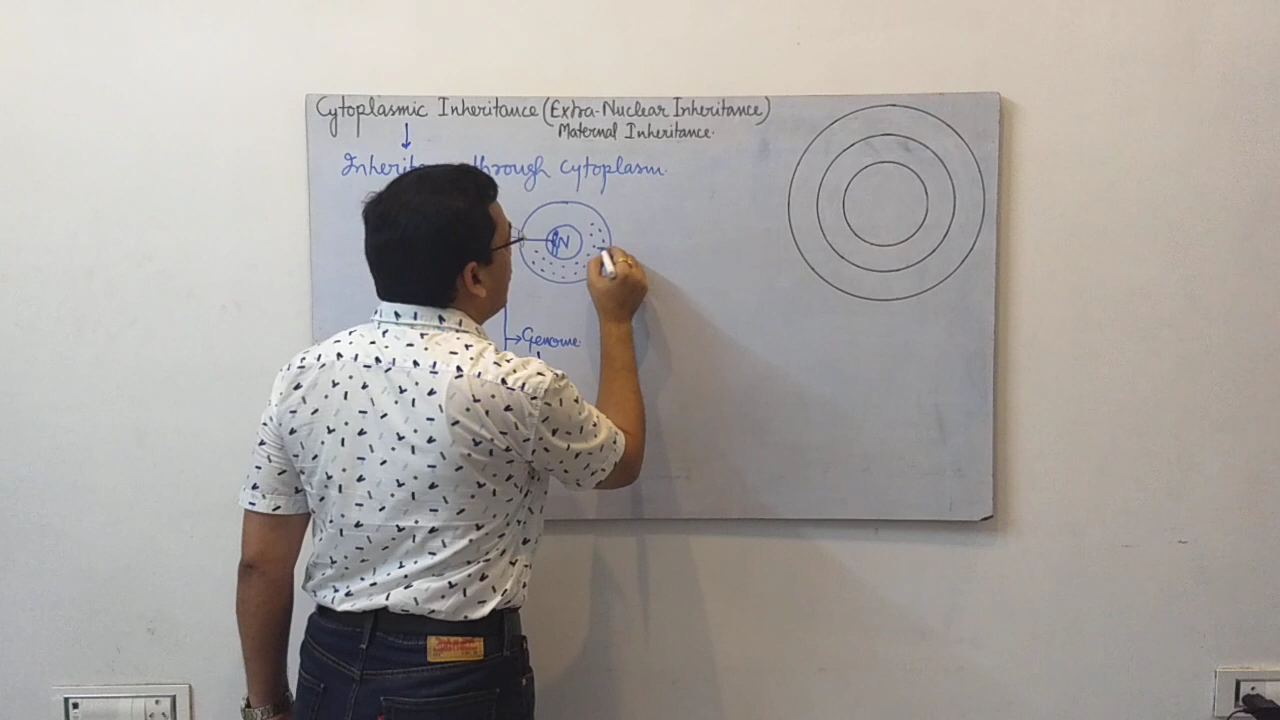 Cytoplasmic Inheritance (Extra-Nuclear Inheritance)
Maternal Inheritance.
through Cytoplasm.
N
Genome